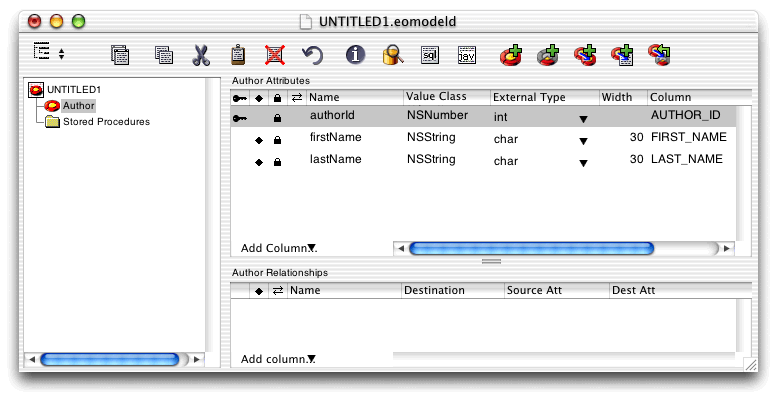 UNTITLED1.eomodeld
sql
jav
UNTITLED1
Author
Stored Procedures
Author Attributes
Name Value Class External Type Width Column
authorId NSNumber int AUTHOR_ID
firstName NSString char 30 FIRST_NAME
lastName NSString char 30 LAST_NAME
Add Column..
Author Relationships
Name Destination Source Att Dest Att
Add column..